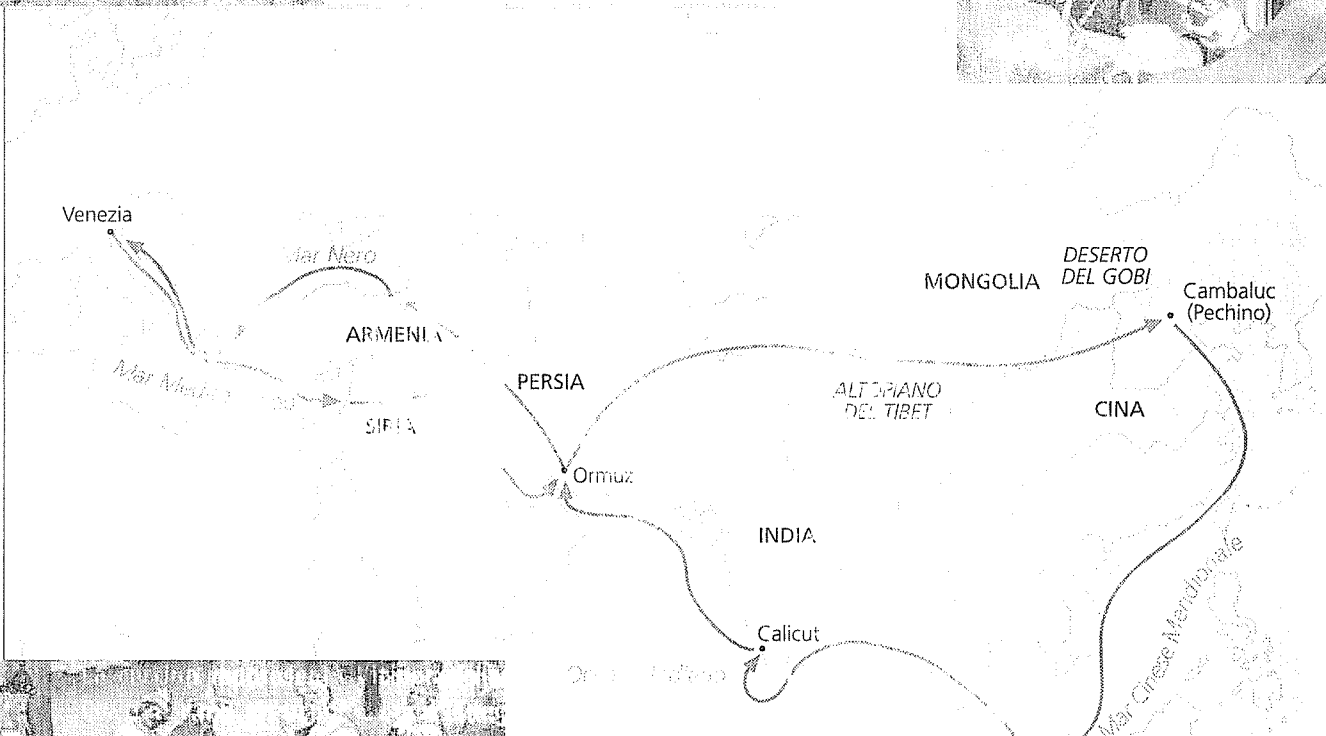 Venezia
Mar Nero
DESERTO
DEL GOBI
MONGOLIA
Cambaluc
(Pechino)
ARMENIA
Mar
PERSIA
ALTOPIANO
DEL TIBET
CINA
SIRIA
Ormuz
INDIA
Calicut
Mar Cinese Meridionale